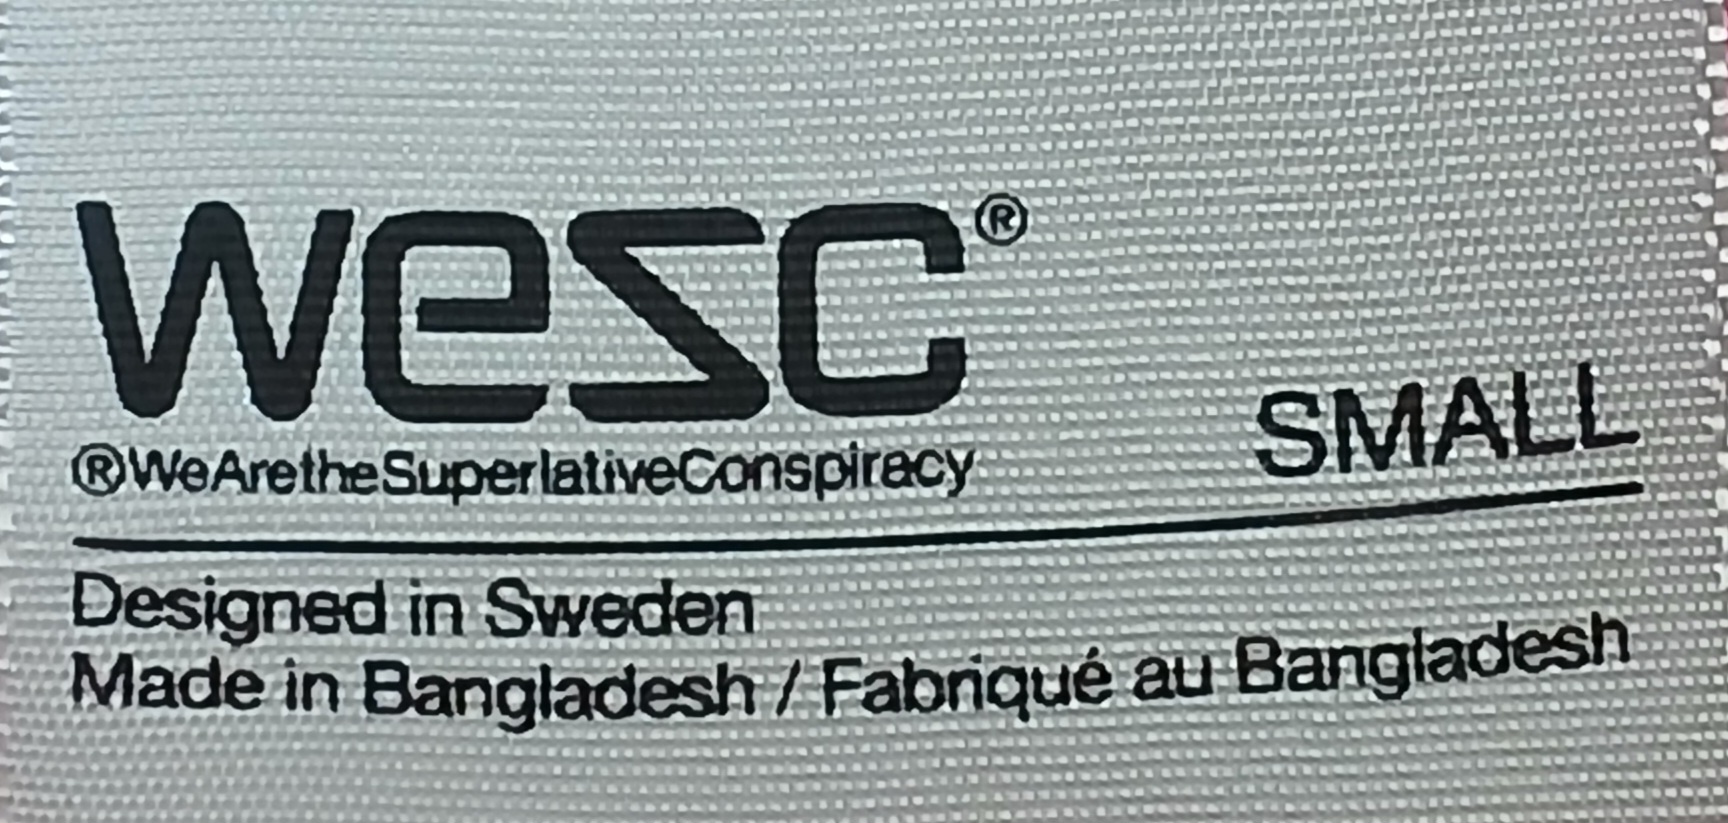 wesc®
®WeAretheSuperlativeConspiracy
SMALL
Designed in Sweden
Made in Bangladesh / Fabriqué au Bangladesh